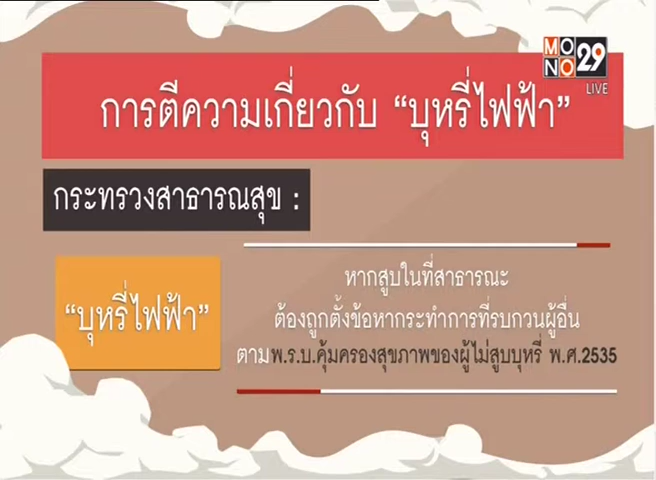 MONO 29
LIVE
การตีความเกี่ยวกับ “บุหรี่ไฟฟ้า”
กระทรวงสาธารณสุข :
“บุหรี่ไฟฟ้า”
หากสูบในที่สาธารณะ
ต้องถูกตั้งข้อหากระทำการที่รบกวนผู้อื่น
ตามพ.ร.บ.คุ้มครองสุขภาพของผู้ไม่สูบบุหรี่ พ.ศ.2535